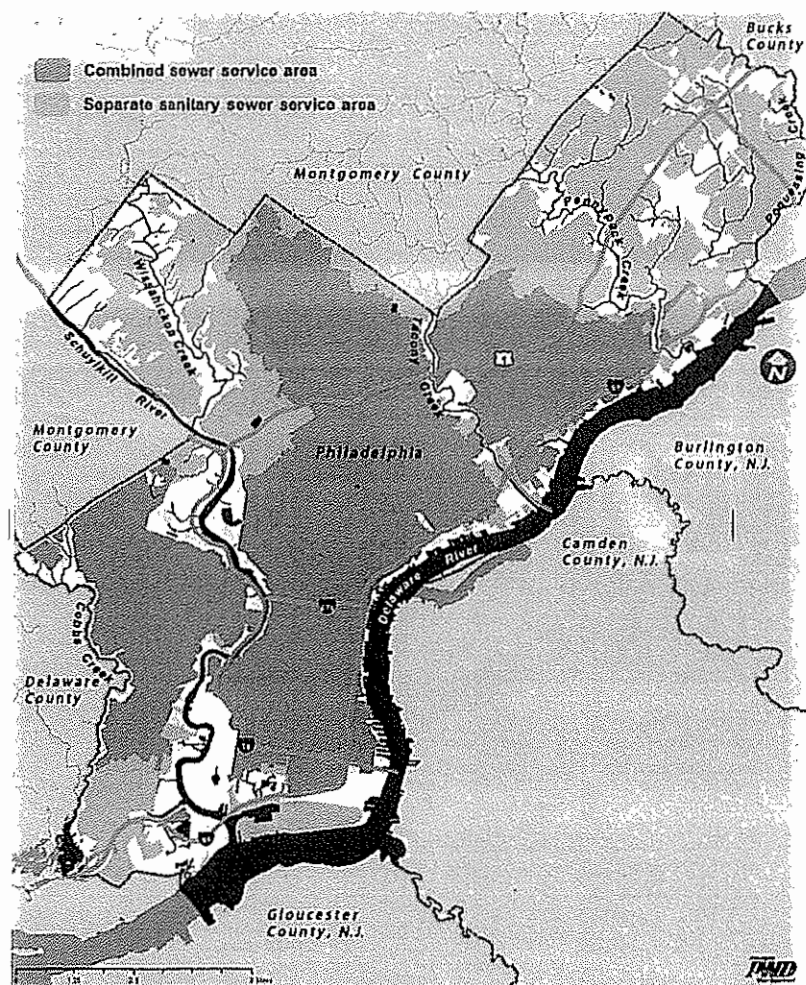 Bucks
County
Combined sewer service area
Separate sanitary sewer service area
Montgomery County
Poquessing
Creek
Pennypack
Creek
Wissahickon Creek
Tacony
Creek
1
Schuylkill
River
N
Montgomery
County
Philadelphia
Burlington
County, N.J.
Camden
County, N.J.
Delaware River
Cobbs
Creek
Delaware
County
Gloucester
County, N.J.
PWD